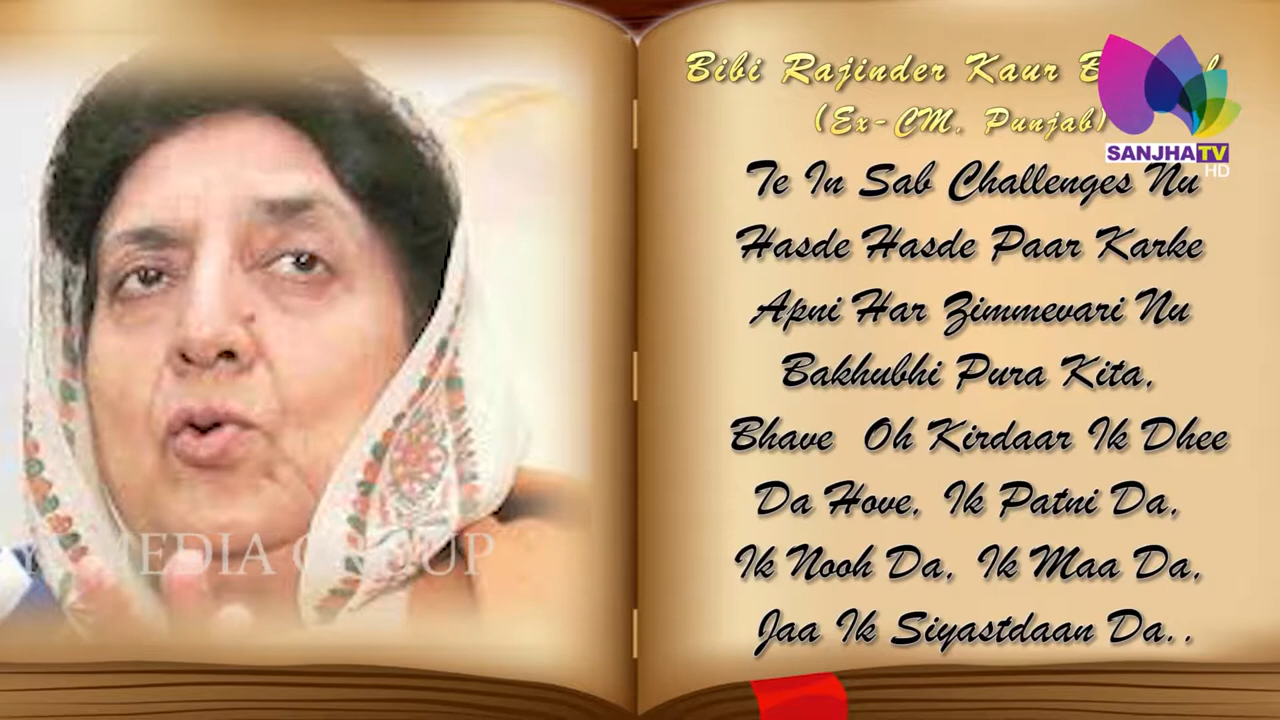 Bibi Rajinder Kaur
(Ex-CM, Punjab)
SANJHA TV
HD
Te In Sab Challenges Nu
Hasde Hasde Paar Karke
Apni Har Zimmevari Nu
Bakhubhi Pura Kita,
Bhave Oh Kirdaar Ik Dhee
Da Hove, Ik Patni Da,
Ik Nooh Da, Ik Maa Da,
Jaa Ik Siyastdaan Da..
MEDIA GROUP